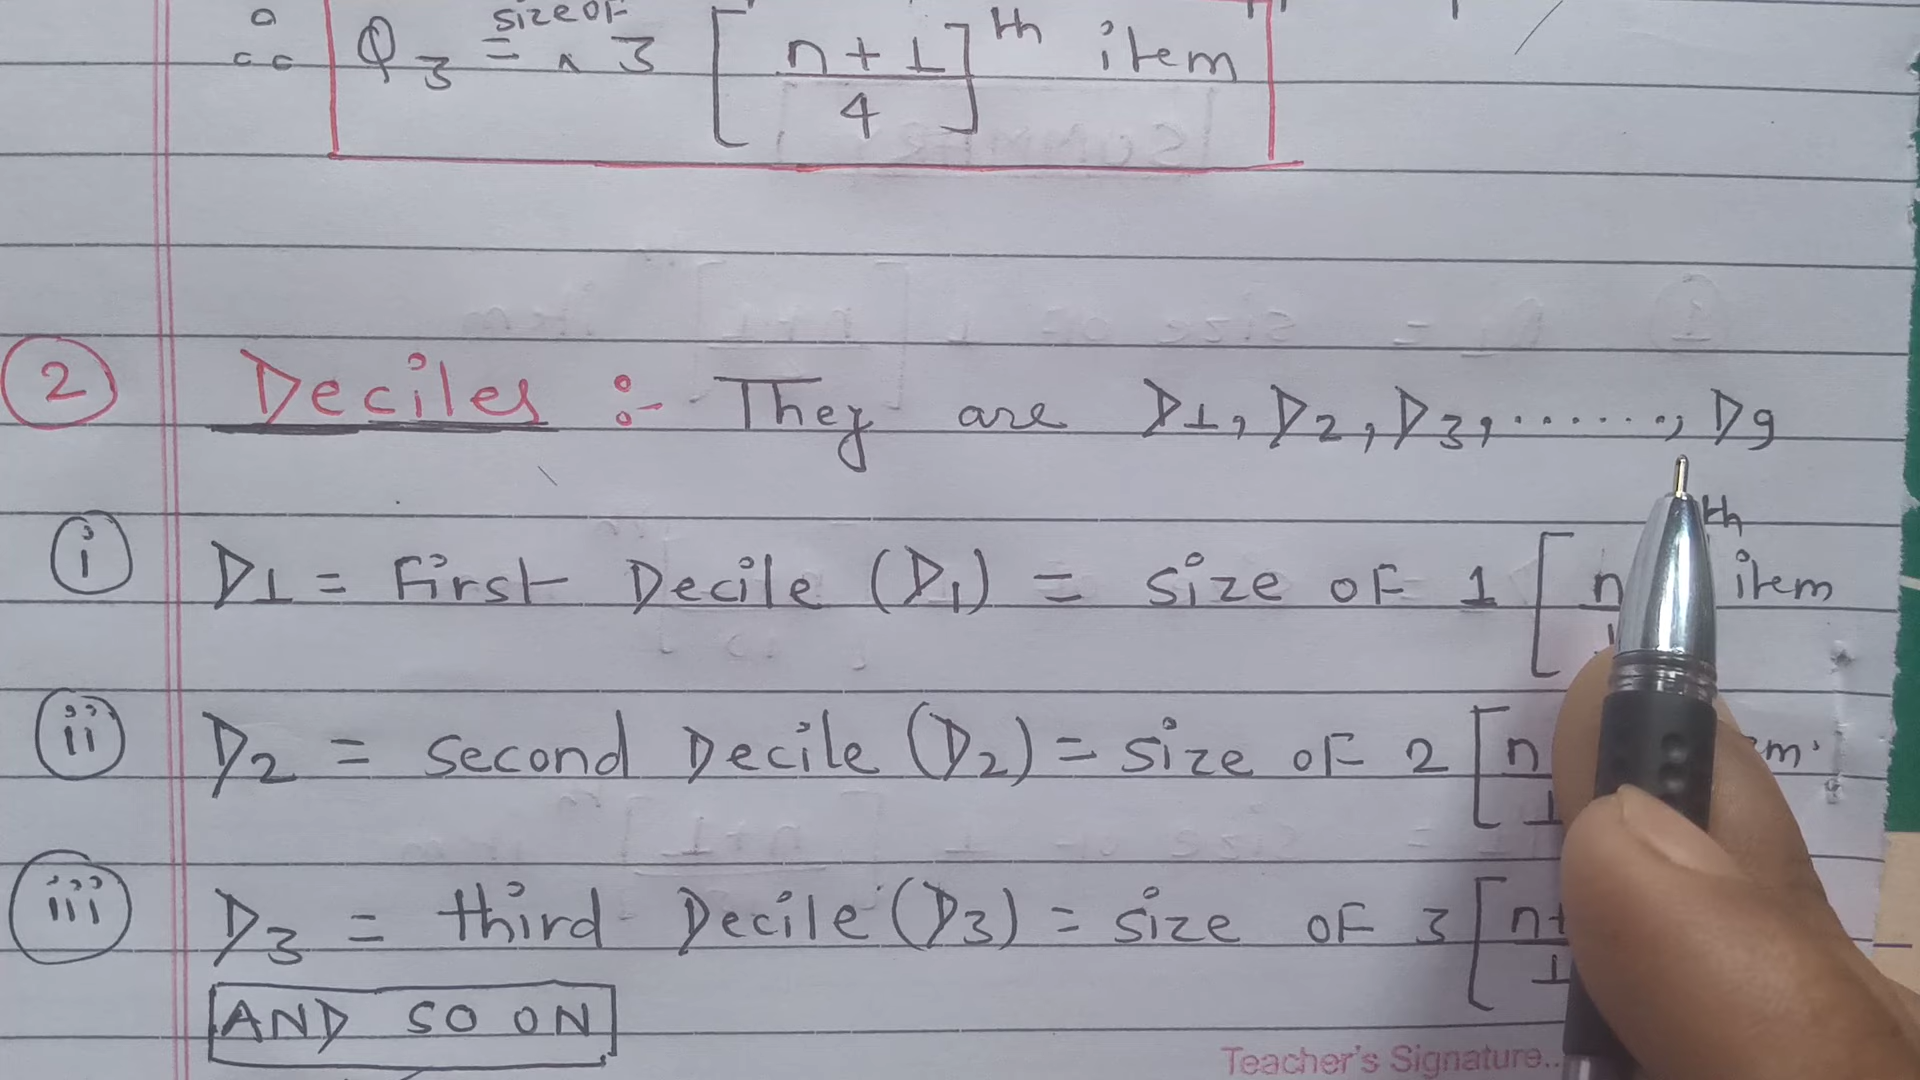 ∴ Q3 = size of 3 [n+1/4]th item
2 Deciles :- They are D1, D2, D3, ......, D9
i D1 = First Decile (D1) = size of 1 [n th item
ii D2 = second Decile (D2) = size of 2 [n
iii D3 = third Decile (D3) = size of 3 [n+
AND SO ON
Teacher's Signature..